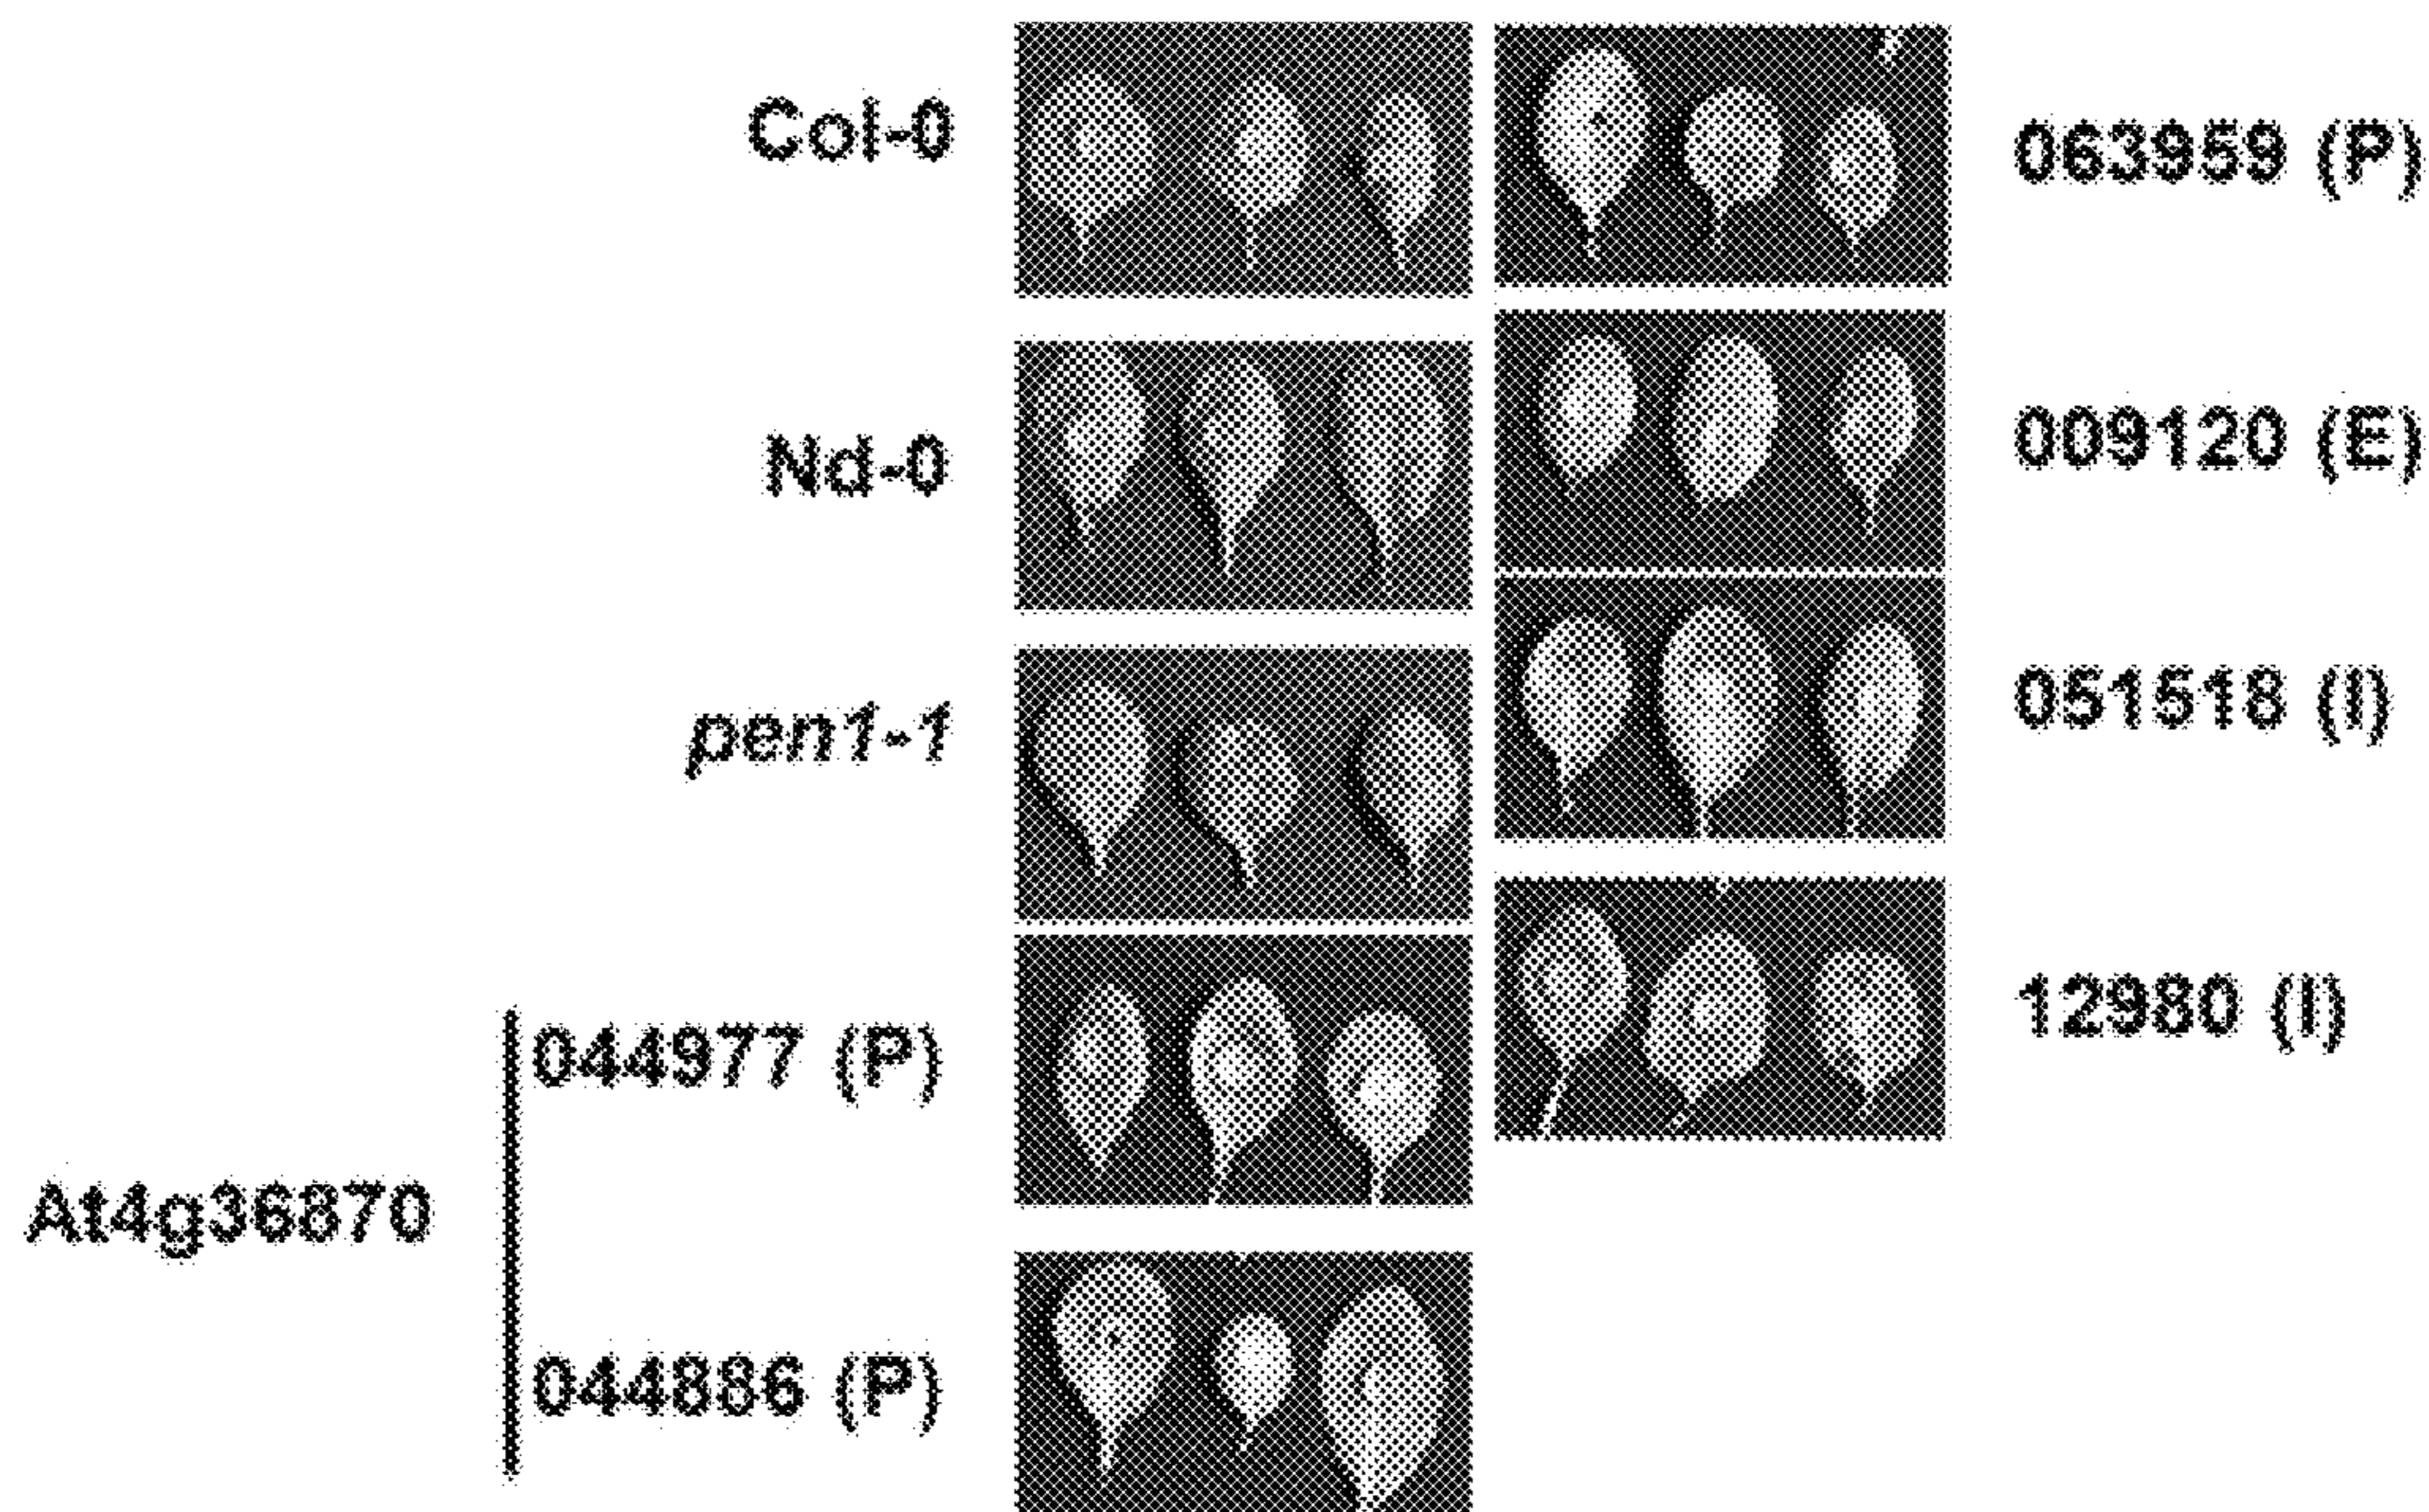 Col-0
063959 (P)
Nd-0
009120 (E)
pen1-1
051518 (I)
044977 (P)
12980 (I)
At4g36870
044886 (P)